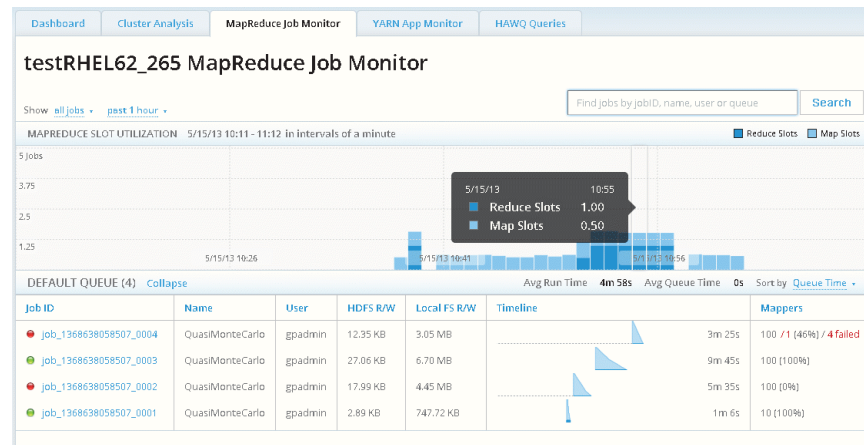 Dashboard Cluster Analysis MapReduce Job Monitor YARN App Monitor HAWQ Queries
testRHEL62_265 MapReduce Job Monitor
Show all jobs past 1 hour Find jobs by jobID, name, user or queue Search
MAPREDUCE SLOT UTILIZATION 5/15/13 10:11 - 11:12 in intervals of a minute Reduce Slots Map Slots
5 Jobs
3.75
2.5
1.25
5/15/13 10:26 5/15/13 10:41 5/15/13 10:56
5/15/13 10:55
Reduce Slots 1.00
Map Slots 0.50
DEFAULT QUEUE (4) Collapse Avg Run Time 4m 58s Avg Queue Time 0s Sort by Queue Time
Job ID Name User HDFS R/W Local FS R/W Timeline Mappers
job_1368638058507_0004 QuasiMonteCarlo gpadmin 12.35 KB 3.05 MB 3m 25s 100 / 1 (46%) / 4 failed
job_1368638058507_0003 QuasiMonteCarlo gpadmin 27.06 KB 6.70 MB 9m 45s 100 (100%)
job_1368638058507_0002 QuasiMonteCarlo gpadmin 17.99 KB 4.45 MB 5m 35s 100 (0%)
job_1368638058507_0001 QuasiMonteCarlo gpadmin 2.89 KB 747.72 KB 1m 6s 10 (100%)